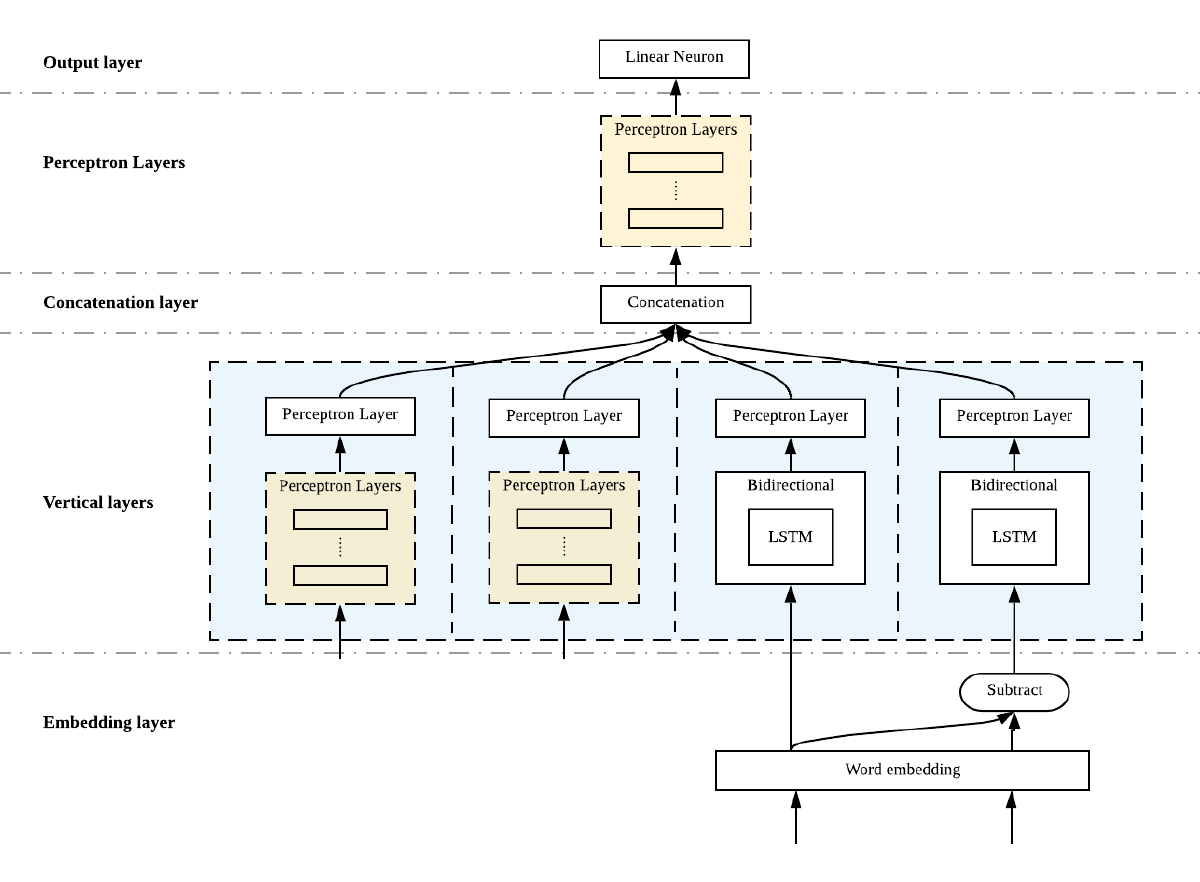 Output layer
Linear Neuron
Perceptron Layers
Perceptron Layers
Concatenation layer
Concatenation
Vertical layers
Perceptron Layer
Perceptron Layer
Perceptron Layer
Perceptron Layer
Perceptron Layers
Perceptron Layers
Bidirectional
LSTM
Bidirectional
LSTM
Embedding layer
Subtract
Word embedding